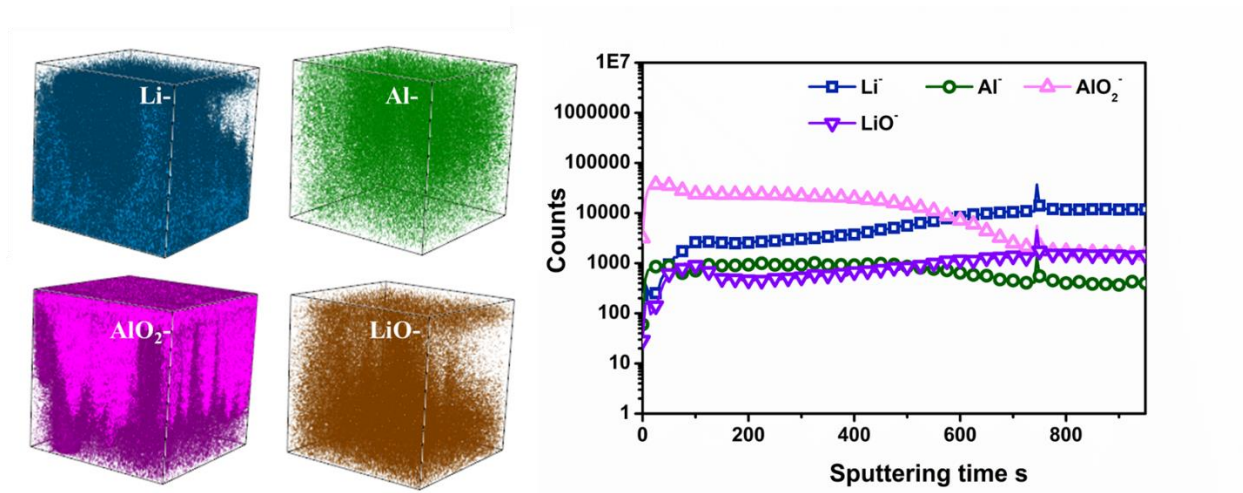 Li-
Al-
AlO₂-
LiO-
1E7
1000000
100000
10000
1000
100
10
1
Counts
0
200
400
600
800
Sputtering time s
Li⁻
Al⁻
AlO₂⁻
LiO⁻